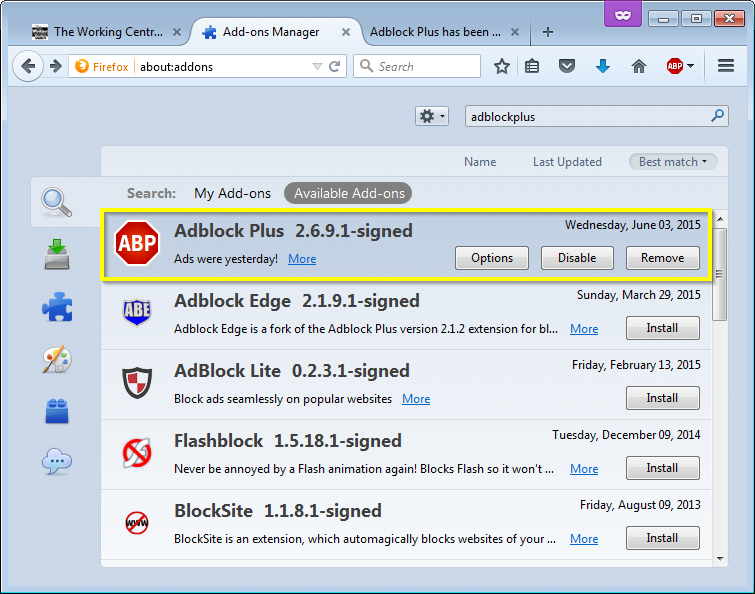 The Working Centr...
Add-ons Manager
Adblock Plus has been ...
Firefox
about:addons
Search
ABP
adblockplus
Name
Last Updated
Best match
Search:
My Add-ons
Available Add-ons
ABP
Adblock Plus 2.6.9.1-signed
Wednesday, June 03, 2015
Ads were yesterday! More
Options
Disable
Remove
ABE
Adblock Edge 2.1.9.1-signed
Sunday, March 29, 2015
Adblock Edge is a fork of the Adblock Plus version 2.1.2 extension for bl... More
Install
AdBlock Lite 0.2.3.1-signed
Friday, February 13, 2015
Block ads seamlessly on popular websites More
Install
Flashblock 1.5.18.1-signed
Tuesday, December 09, 2014
Never be annoyed by a Flash animation again! Blocks Flash so it won't ... More
Install
WWW
BlockSite 1.1.8.1-signed
Friday, August 09, 2013
BlockSite is an extension, which automagically blocks websites of your ... More
Install